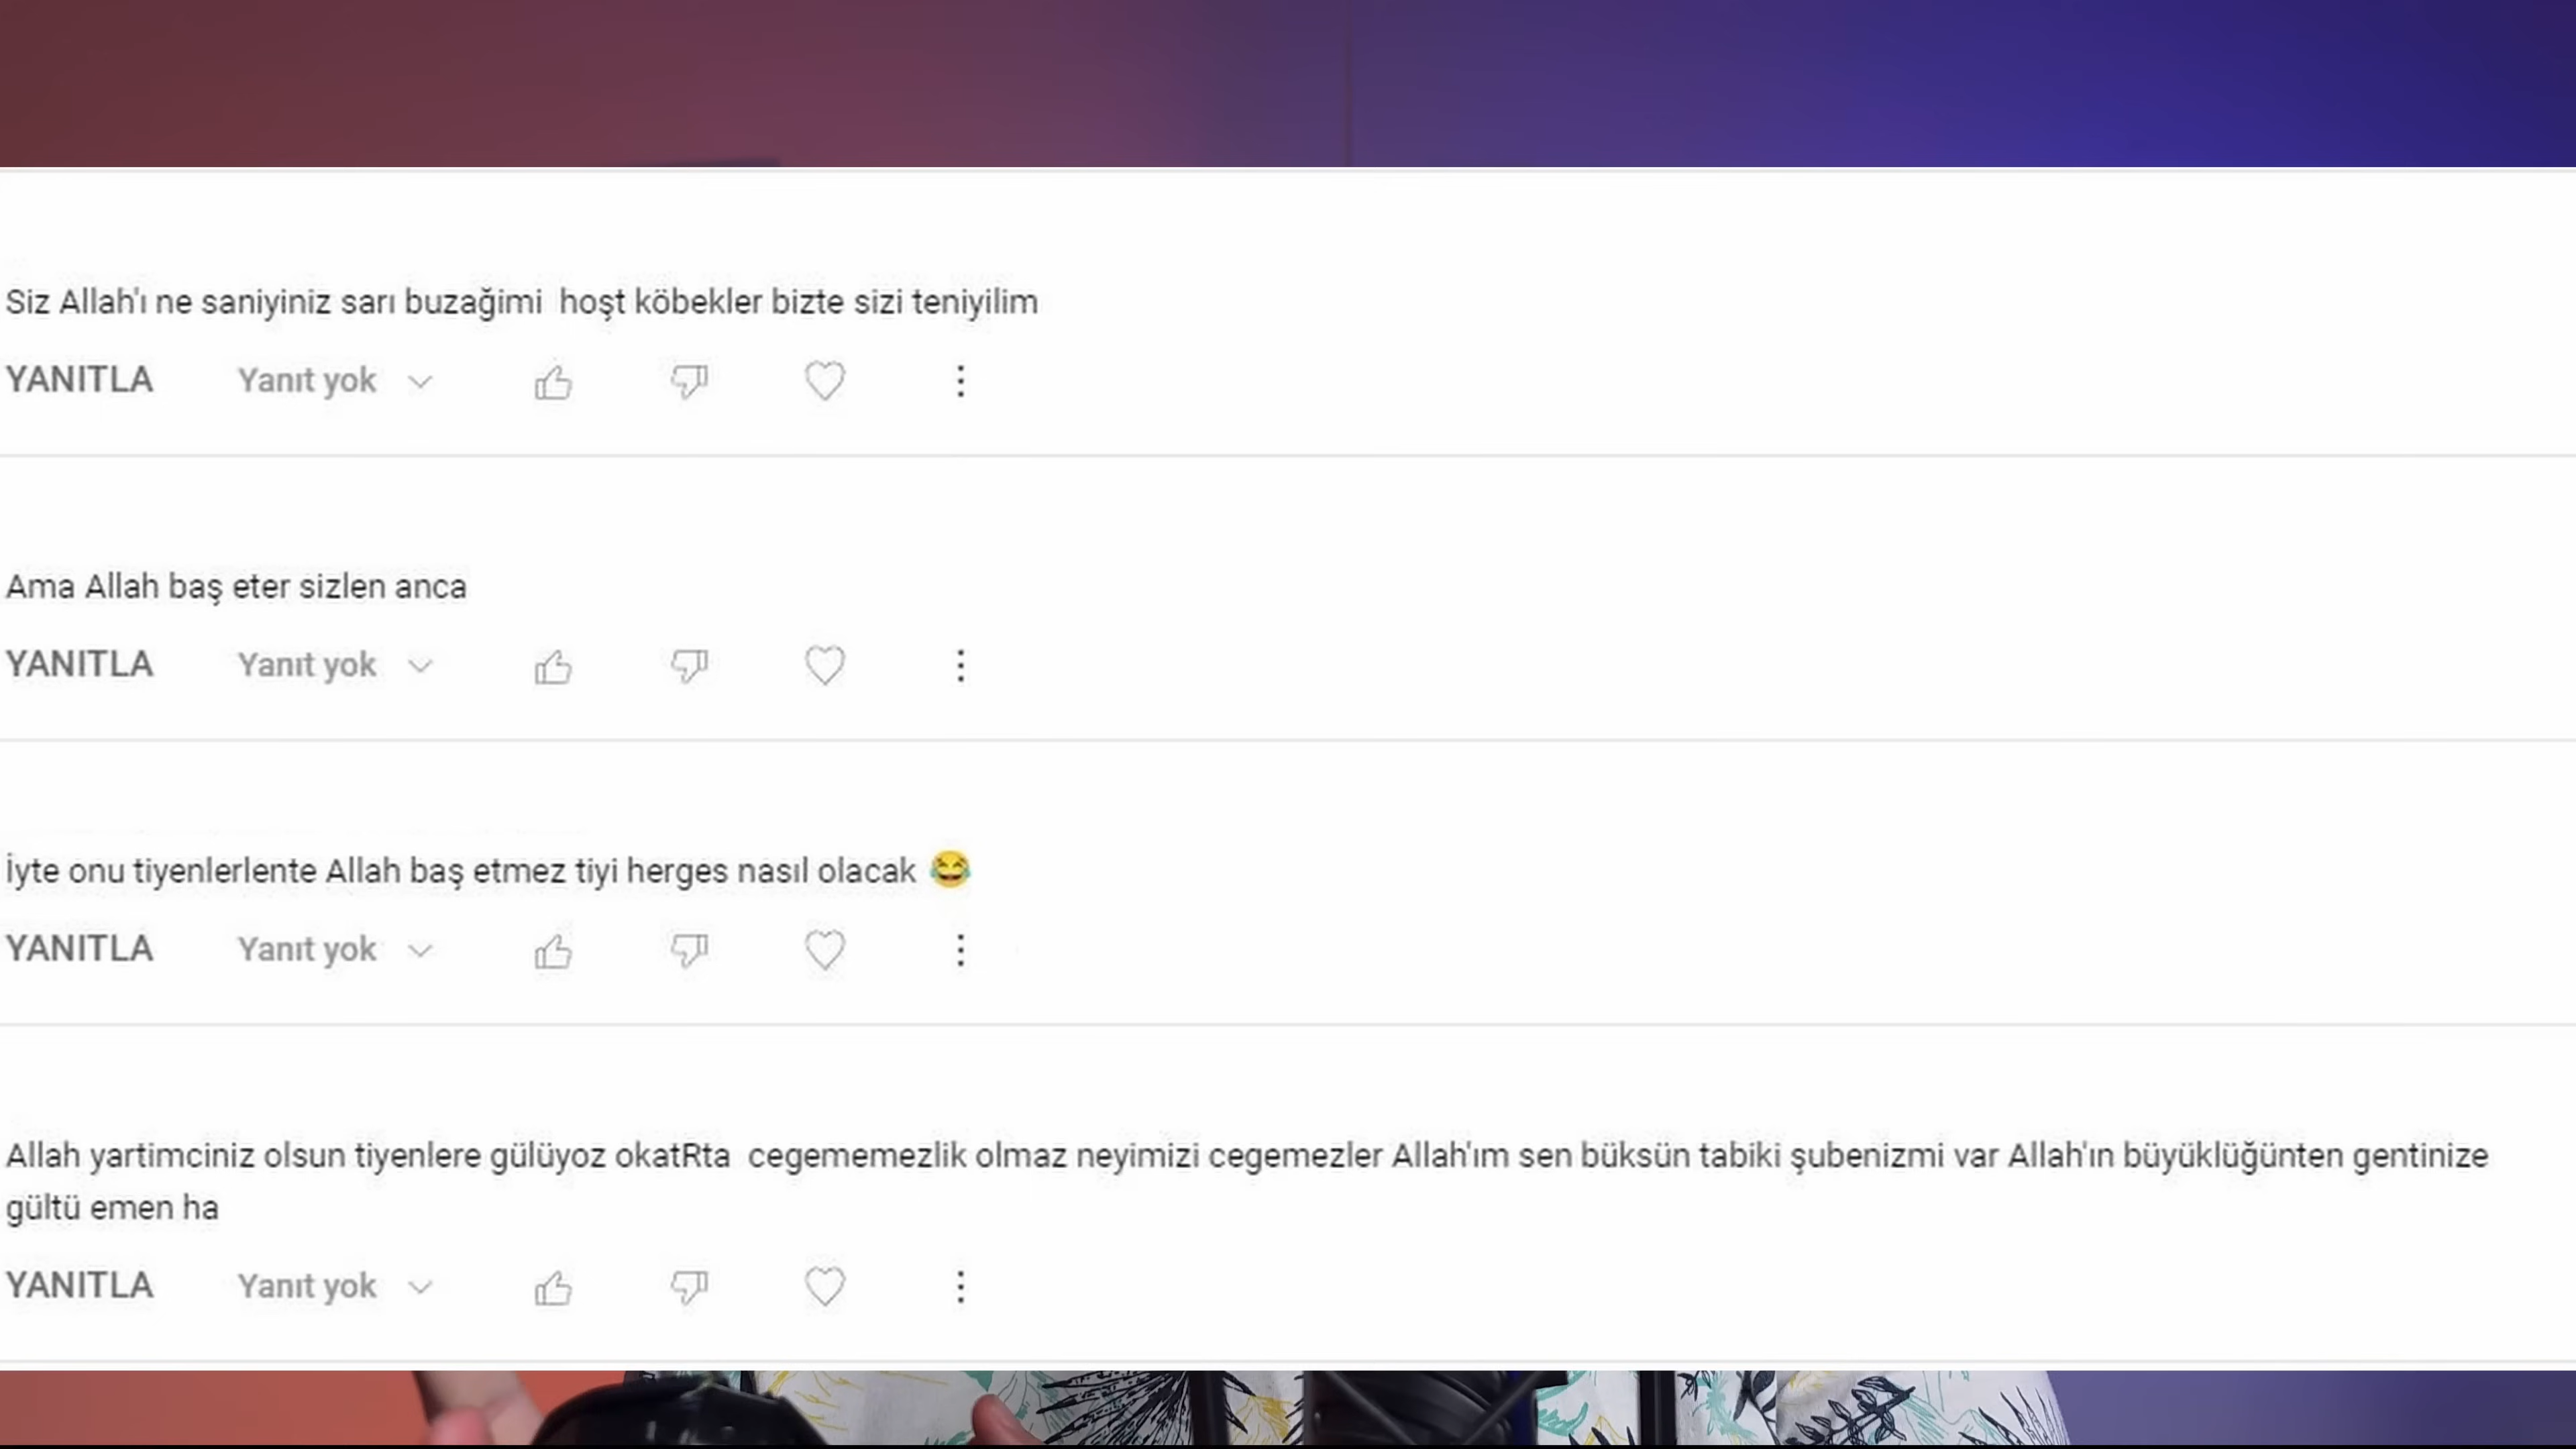 Siz Allah'ı ne saniyiniz sarı buzağimi  hoşt köbekler bizte sizi teniyilim
YANITLA Yanıt yok
Ama Allah baş eter sizlen anca
YANITLA Yanıt yok
İyte onu tiyenlerlente Allah baş etmez tiyi herges nasıl olacak 😂
YANITLA Yanıt yok
Allah yartimciniz olsun tiyenlere gülüyoz okatRta  cegememezlik olmaz neyimizi cegemezler Allah'ım sen büksün tabiki şubenizmi var Allah'ın büyüklüğünten gentinize
gültü emen ha
YANITLA Yanıt yok